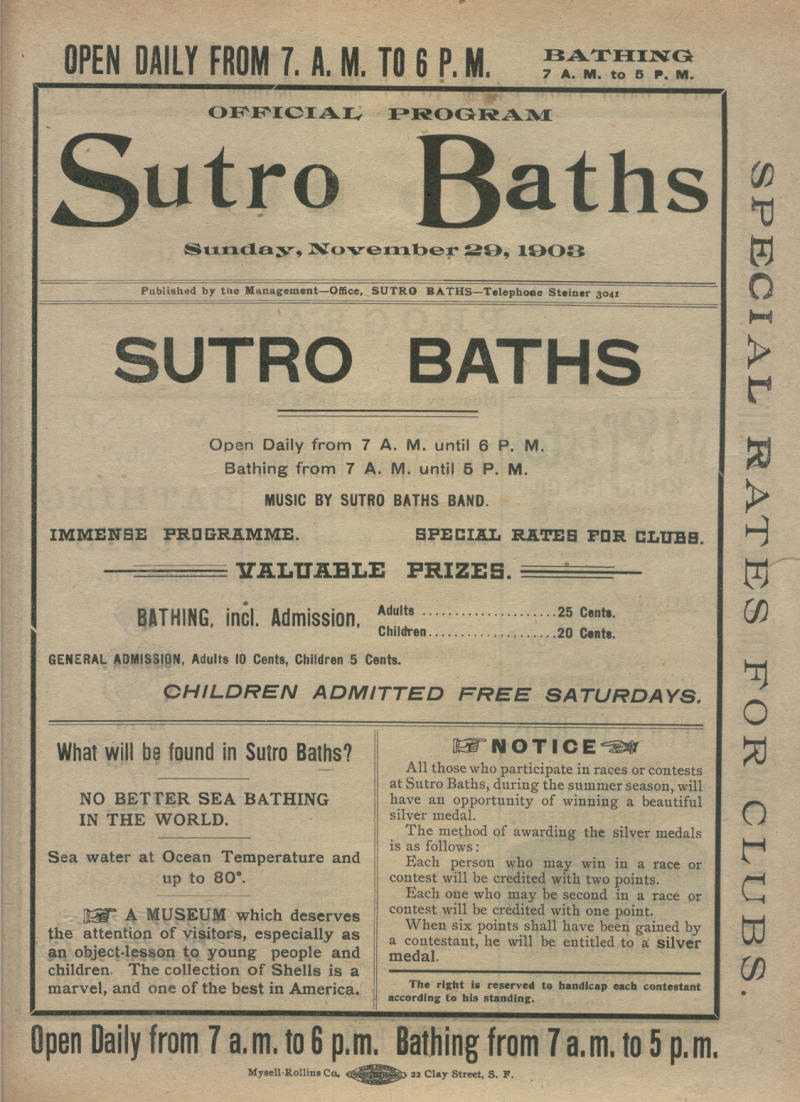 OPEN DAILY FROM 7. A. M. TO 6 P. M.
BATHING
7 A. M. to 5 P. M.
OFFICIAL PROGRAM
Sutro Baths
Sunday, November 29, 1903
Published by the Management—Office, SUTRO BATHS—Telephone Steiner 3041
SUTRO BATHS
Open Daily from 7 A. M. until 6 P. M.
Bathing from 7 A. M. until 5 P. M.
MUSIC BY SUTRO BATHS BAND.
IMMENSE PROGRAMME. SPECIAL RATES FOR CLUBS.
VALUABLE PRIZES.
BATHING, incl. Admission,
Adults ....................25 Cents.
Children...................20 Cents.
GENERAL ADMISSION, Adults 10 Cents, Children 5 Cents.
CHILDREN ADMITTED FREE SATURDAYS.
What will be found in Sutro Baths?
NO BETTER SEA BATHING
IN THE WORLD.
Sea water at Ocean Temperature and
up to 80°.
☞ A MUSEUM which deserves
the attention of visitors, especially as
an object-lesson to young people and
children. The collection of Shells is a
marvel, and one of the best in America.
☞ NOTICE ☜
All those who participate in races or contests
at Sutro Baths, during the summer season, will
have an opportunity of winning a beautiful
silver medal.
The method of awarding the silver medals
is as follows:
Each person who may win in a race or
contest will be credited with two points.
Each one who may be second in a race or
contest will be credited with one point.
When six points shall have been gained by
a contestant, he will be entitled to a silver
medal.
The right is reserved to handicap each contestant
according to his standing.
SPECIAL RATES FOR CLUBS.
Open Daily from 7 a.m. to 6 p.m. Bathing from 7 a.m. to 5 p.m.
Mysell-Rollins Co. 22 Clay Street, S. F.